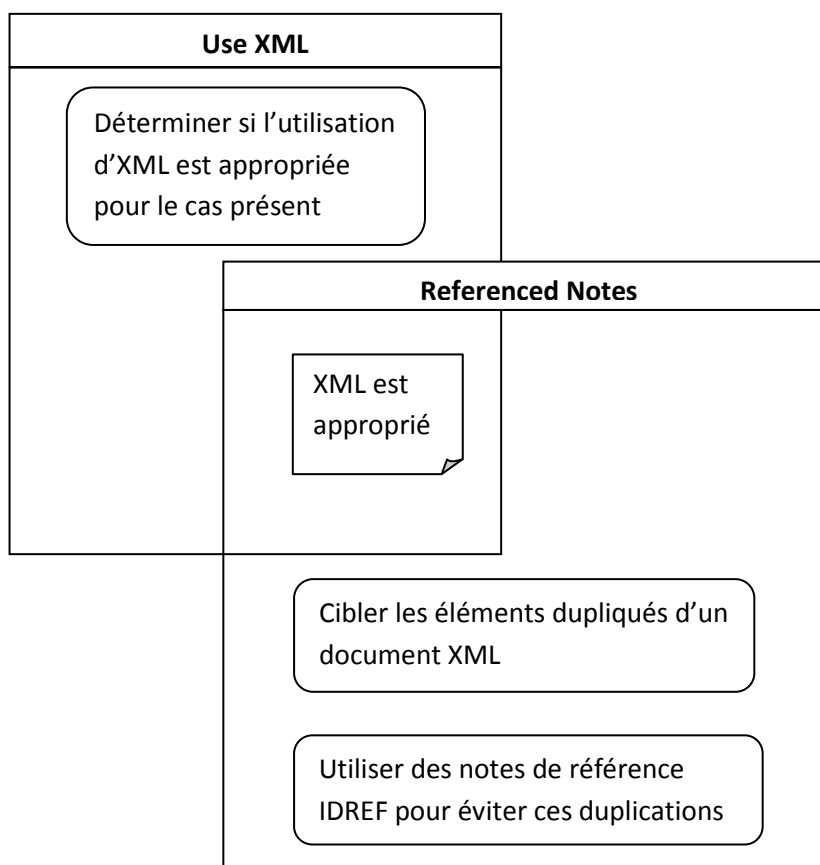 Use XML
Déterminer si l’utilisation
d’XML est appropriée
pour le cas présent
Referenced Notes
XML est
approprié
Cibler les éléments dupliqués d’un
document XML
Utiliser des notes de référence
IDREF pour éviter ces duplications